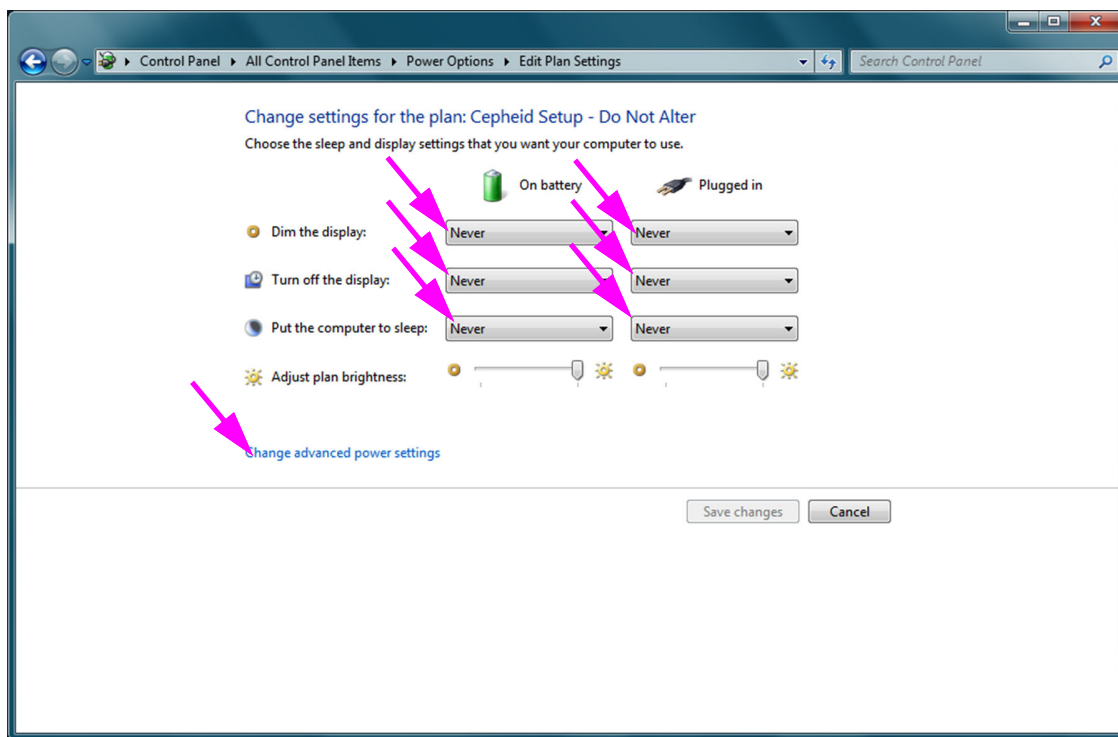 Control Panel All Control Panel Items Power Options Edit Plan Settings Search Control Panel
Change settings for the plan: Cepheid Setup - Do Not Alter
Choose the sleep and display settings that you want your computer to use.
On battery Plugged in
Dim the display: Never Never
Turn off the display: Never Never
Put the computer to sleep: Never Never
Adjust plan brightness:
Change advanced power settings
Save changes Cancel